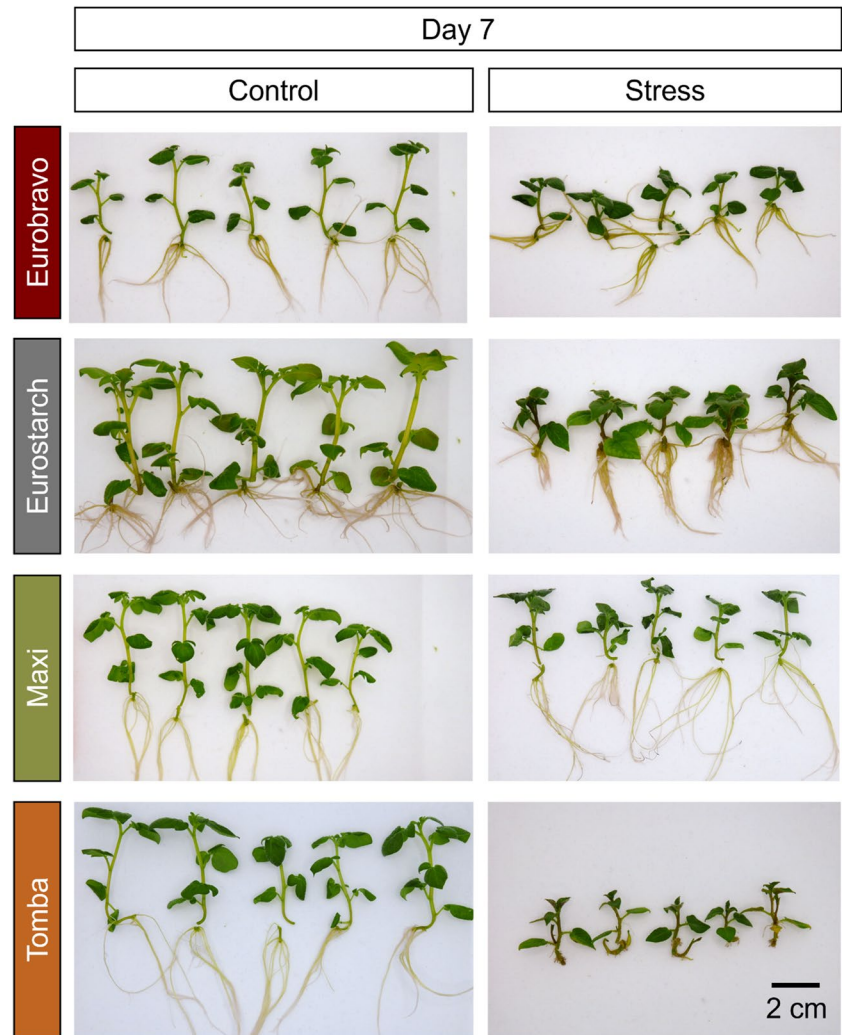 Day 7
Control
Stress
Eurobravo
Eurostarch
Maxi
Tomba
2 cm